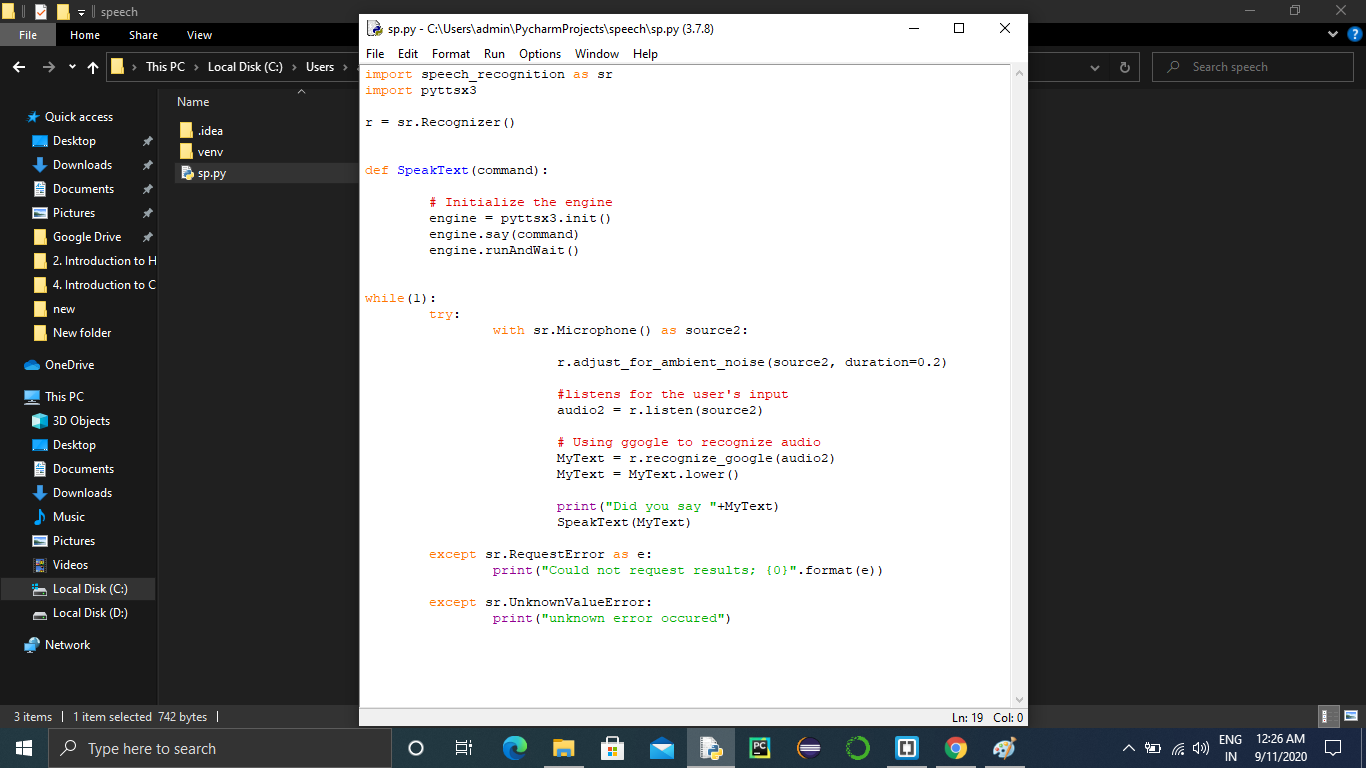 speech
File Home Share View
This PC Local Disk (C:) Users
Search speech
Name
.idea
venv
sp.py
Quick access
Desktop
Downloads
Documents
Pictures
Google Drive
2. Introduction to H
4. Introduction to C
new
New folder
OneDrive
This PC
3D Objects
Desktop
Documents
Downloads
Music
Pictures
Videos
Local Disk (C:)
Local Disk (D:)
Network
3 items 1 item selected 742 bytes
sp.py - C:\Users\admin\PycharmProjects\speech\sp.py (3.7.8)
File Edit Format Run Options Window Help
import speech_recognition as sr
import pyttsx3
r = sr.Recognizer()
def SpeakText(command):
# Initialize the engine
engine = pyttsx3.init()
engine.say(command)
engine.runAndWait()
while(1):
try:
with sr.Microphone() as source2:
r.adjust_for_ambient_noise(source2, duration=0.2)
#listens for the user's input
audio2 = r.listen(source2)
# Using ggogle to recognize audio
MyText = r.recognize_google(audio2)
MyText = MyText.lower()
print("Did you say "+MyText)
SpeakText(MyText)
except sr.RequestError as e:
print("Could not request results; {0}".format(e))
except sr.UnknownValueError:
print("unknown error occured")
Ln: 19 Col: 0
Type here to search
PC
ENG
IN
12:26 AM
9/11/2020